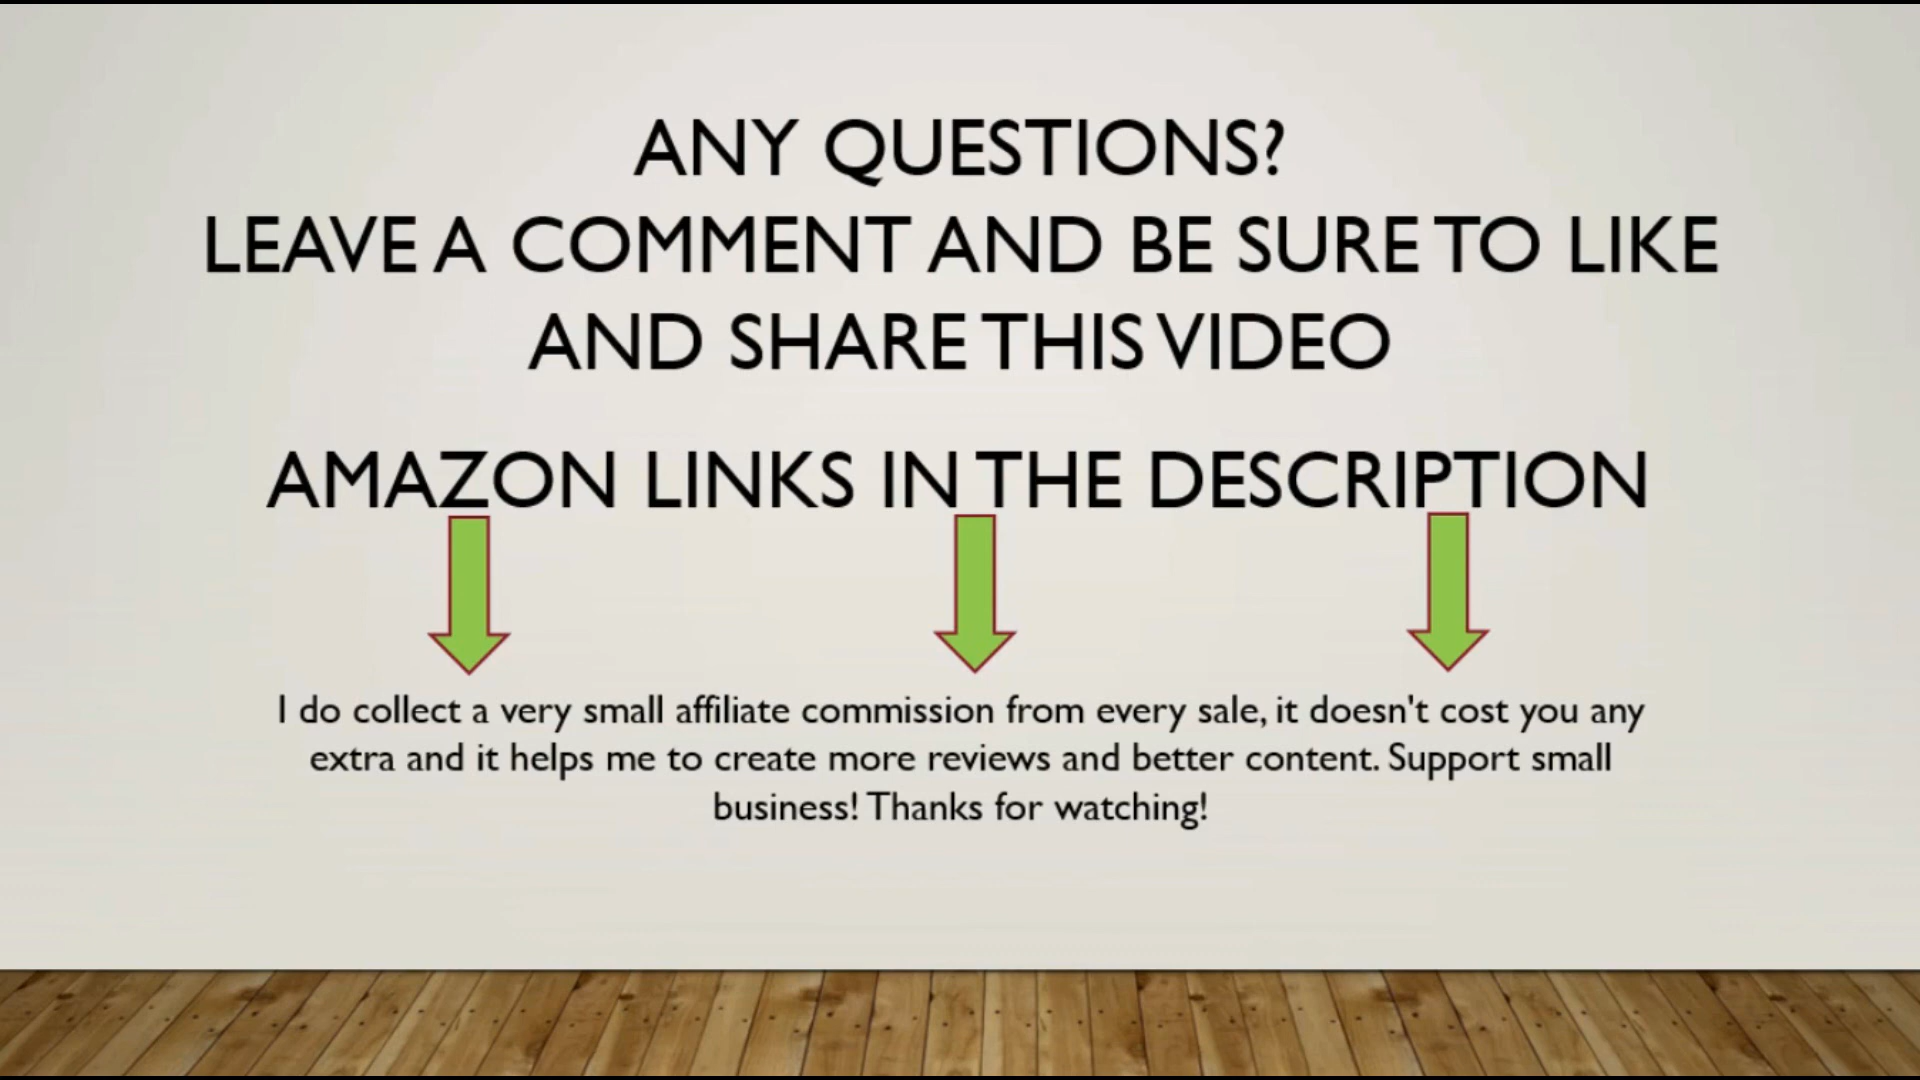 ANY QUESTIONS?
LEAVE A COMMENT AND BE SURE TO LIKE
AND SHARE THIS VIDEO
AMAZON LINKS IN THE DESCRIPTION
I do collect a very small affiliate commission from every sale, it doesn't cost you any
extra and it helps me to create more reviews and better content. Support small
business! Thanks for watching!